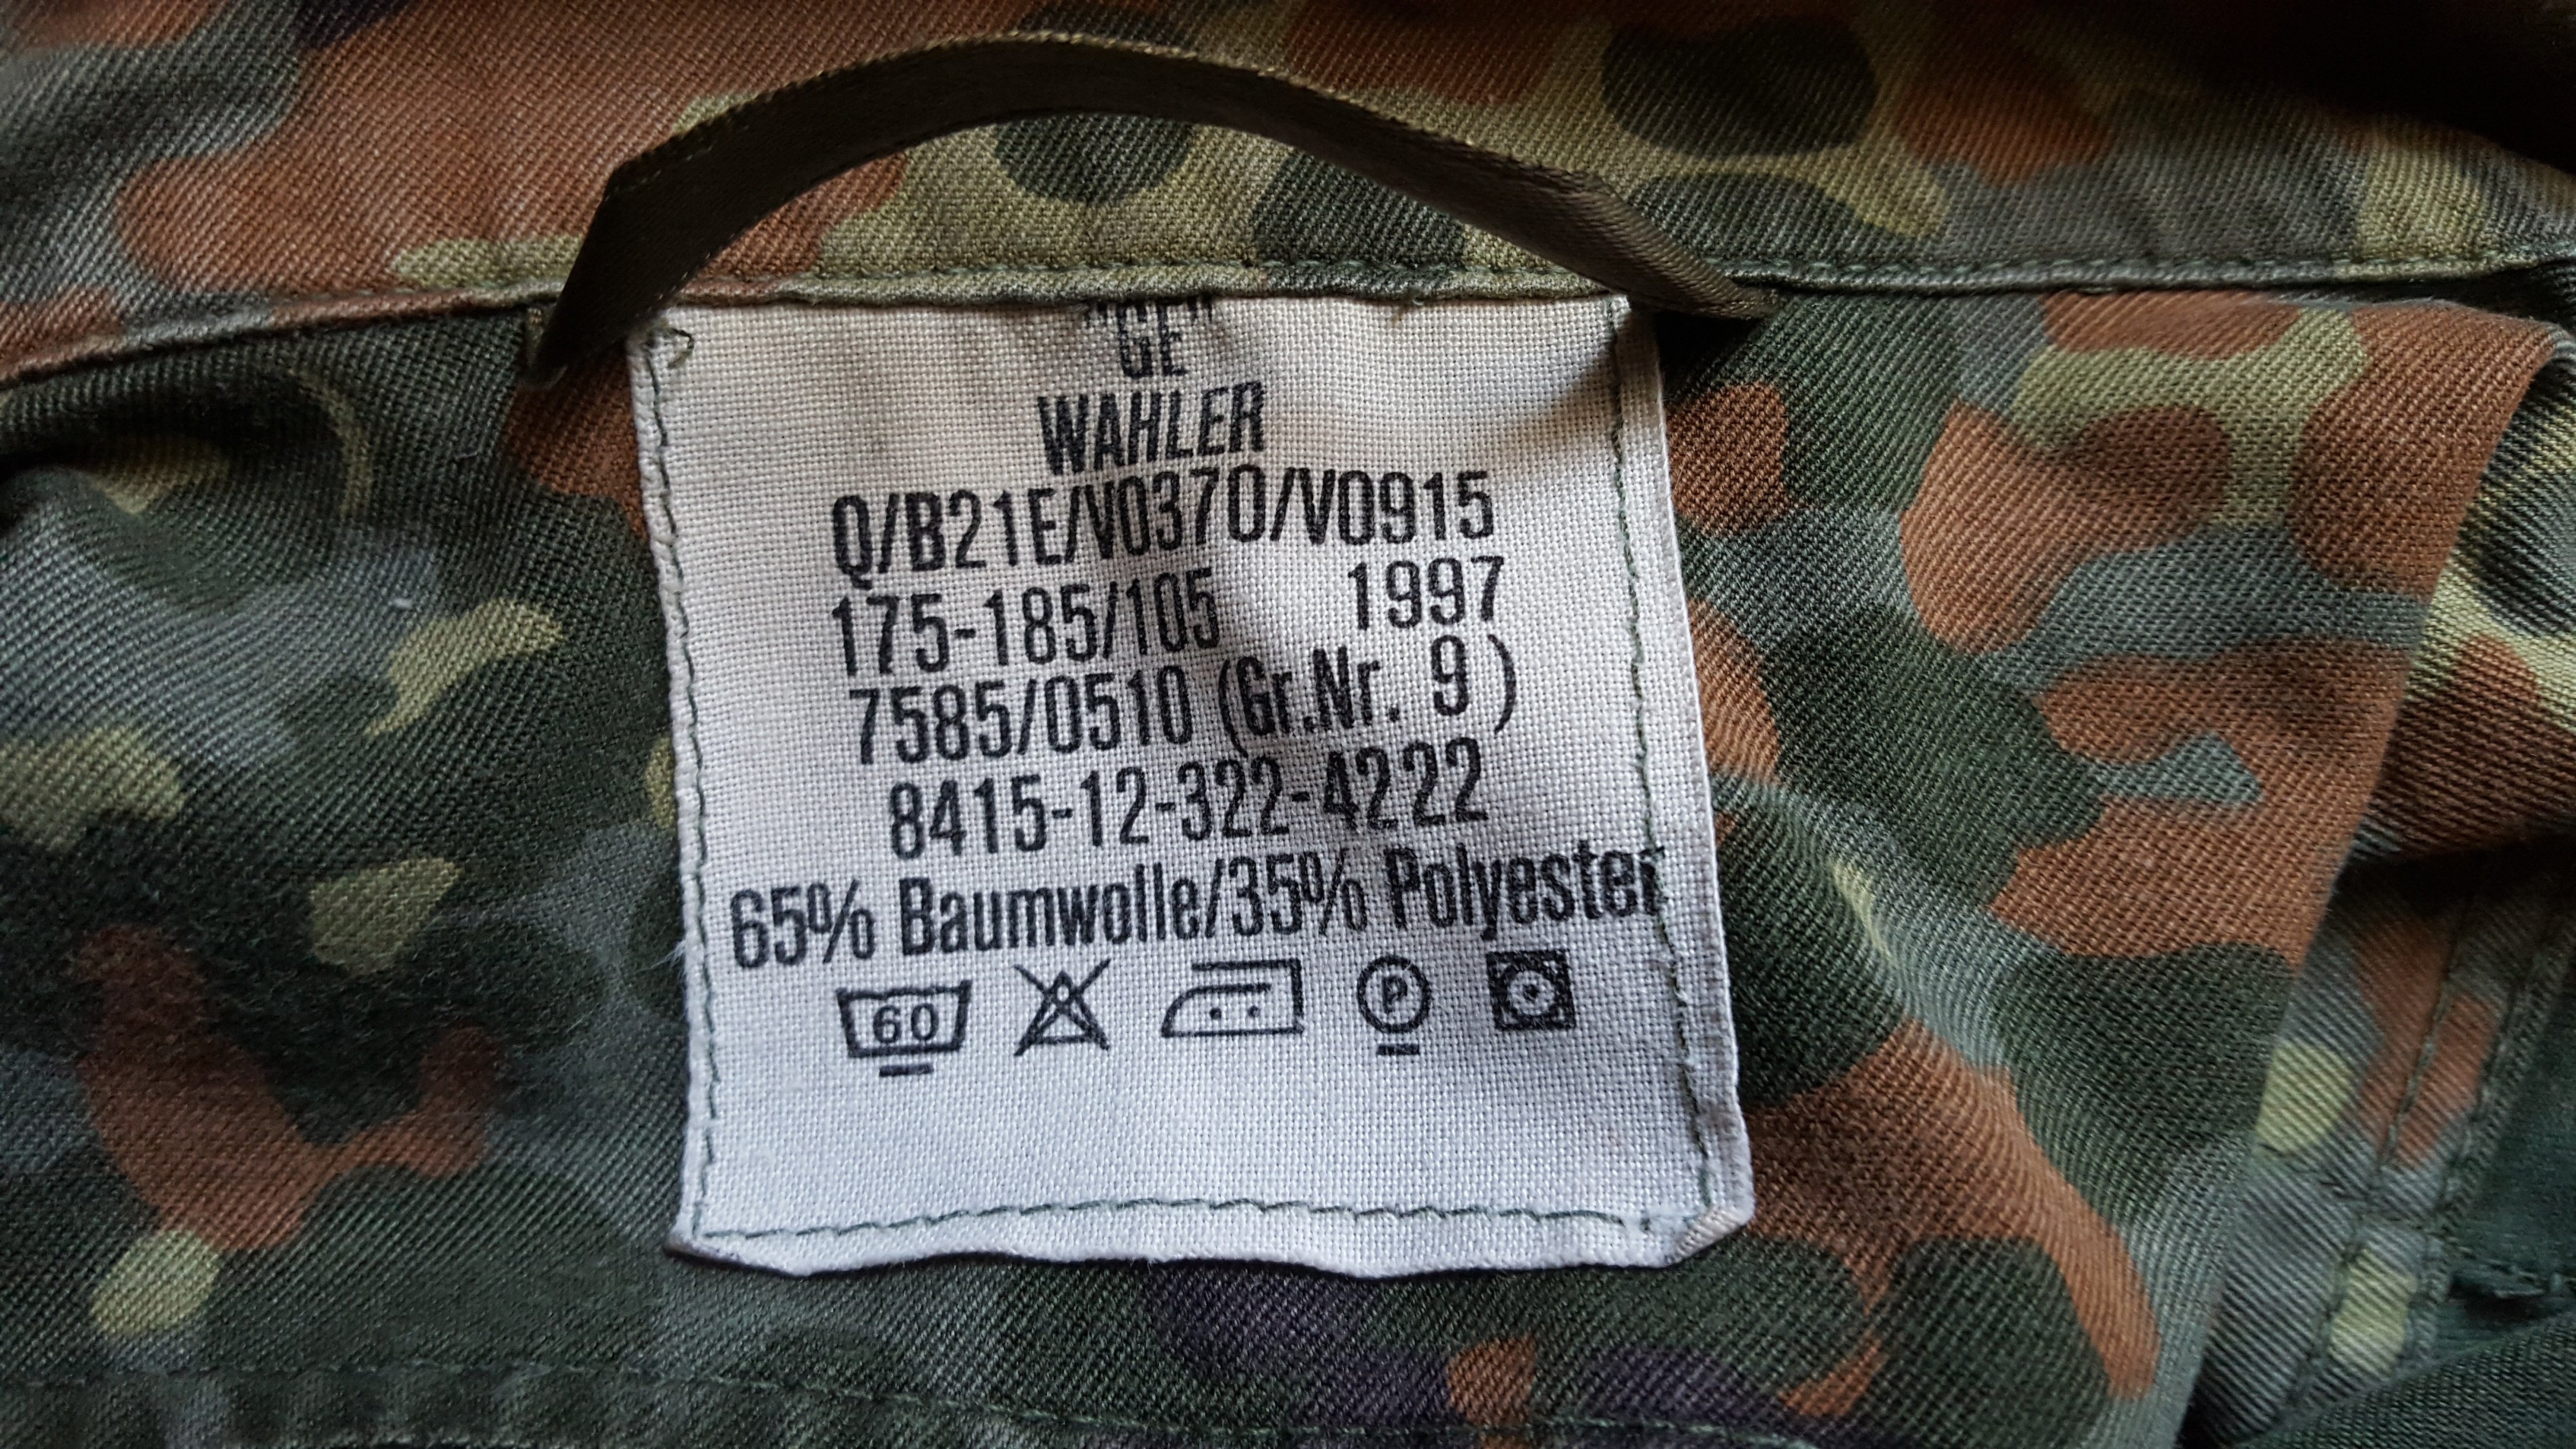 "GE"
WAHLER
Q/B21E/V0370/V0915
175-185/105 1997
7585/0510 (Gr.Nr. 9)
8415-12-322-4222
65% Baumwolle/35% Polyester
60 P